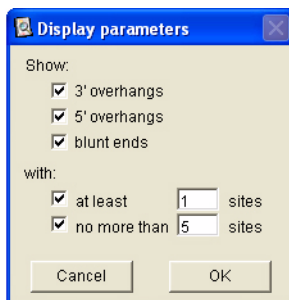 Display parameters
Show:
3' overhangs
5' overhangs
blunt ends
with:
at least 1 sites
no more than 5 sites
Cancel OK